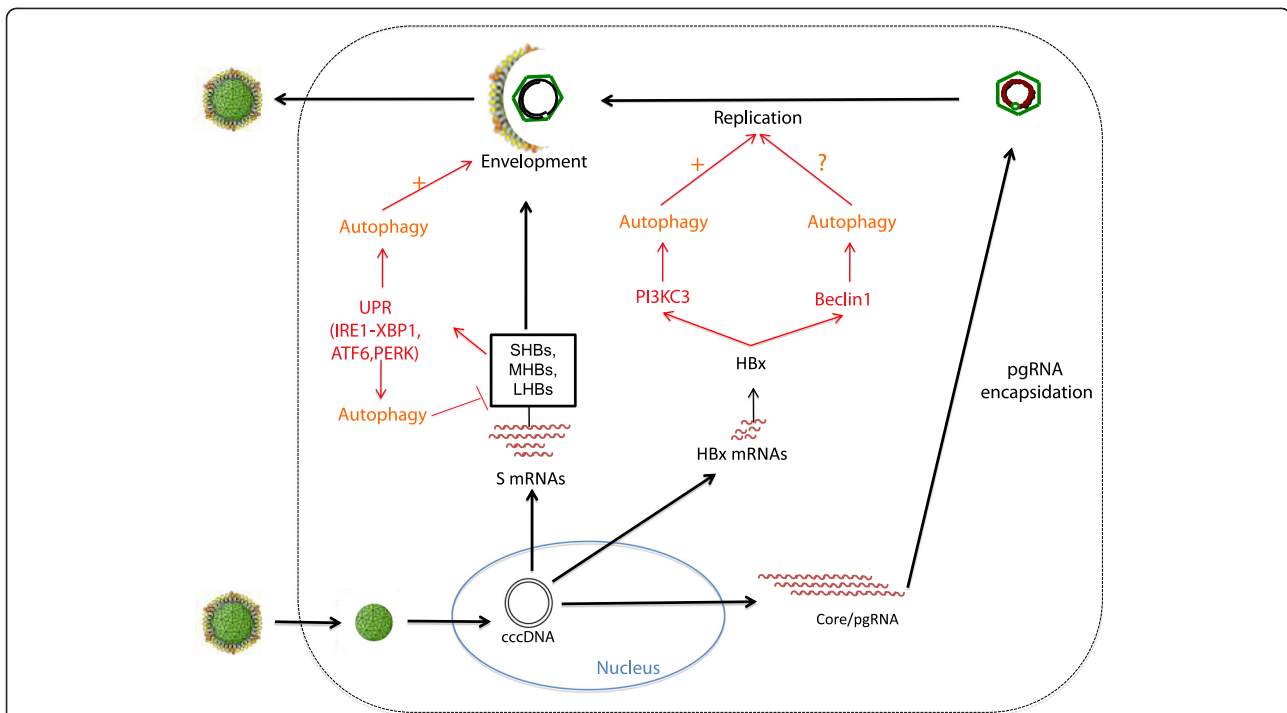 Replication
Envelopment
+
+
?
Autophagy
Autophagy
Autophagy
UPR
(IRE1-XBP1,
ATF6,PERK)
PI3KC3
Beclin1
SHBs,
MHBs,
LHBs
HBx
pgRNA
encapsidation
Autophagy
HBx mRNAs
S mRNAs
Core/pgRNA
cccDNA
Nucleus